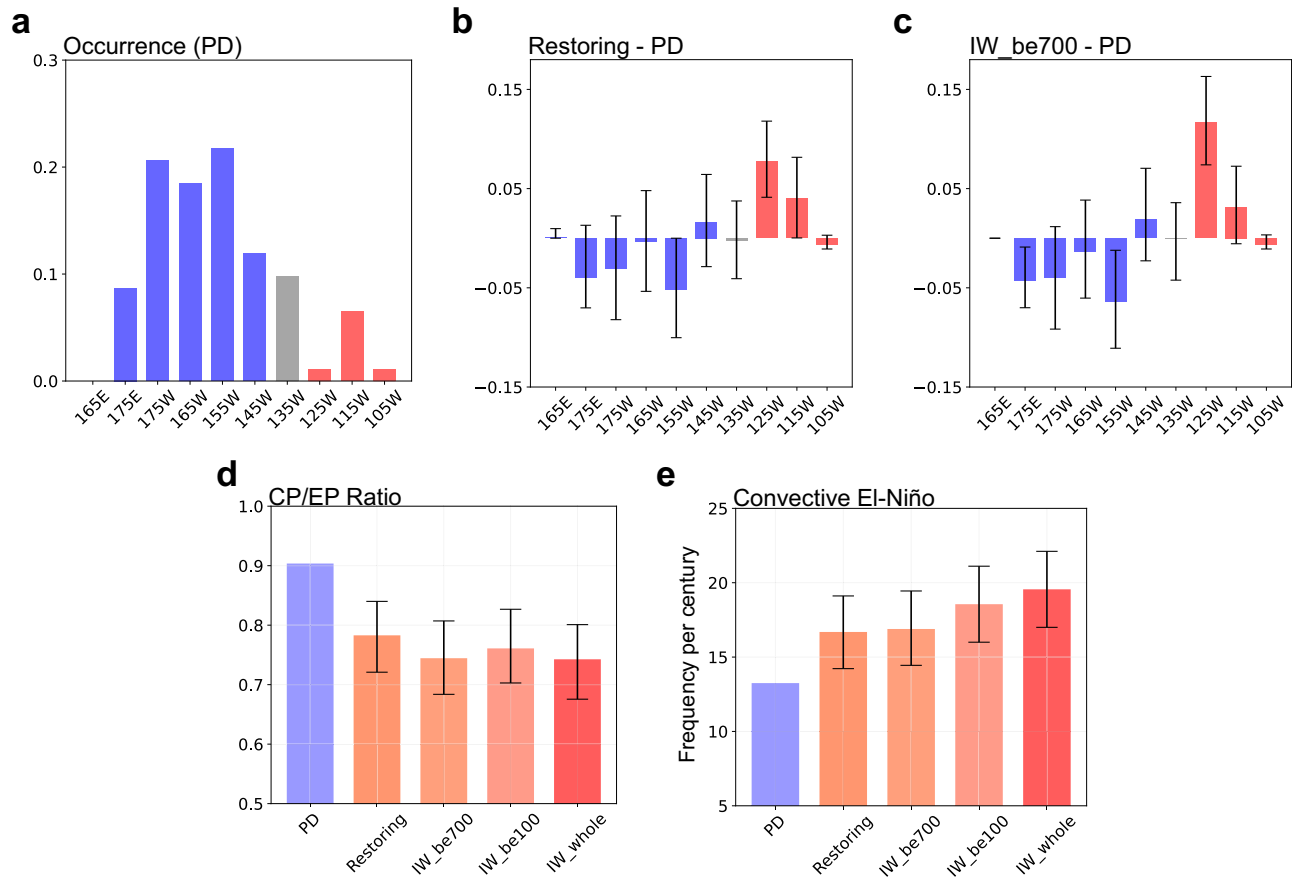 a
Occurrence (PD)
0.3
0.2
0.1
0.0
165E 175E 175W 165W 155W 145W 135W 125W 115W 105W
b
Restoring - PD
0.15
0.05
−0.05
−0.15
165E 175E 175W 165W 155W 145W 135W 125W 115W 105W
c
IW_be700 - PD
0.15
0.05
−0.05
−0.15
165E 175E 175W 165W 155W 145W 135W 125W 115W 105W
d
CP/EP Ratio
1.0
0.9
0.8
0.7
0.6
0.5
PD Restoring IW_be700 IW_be100 IW_whole
e
Convective El-Niño
Frequency per century
25
20
15
10
5
PD Restoring IW_be700 IW_be100 IW_whole